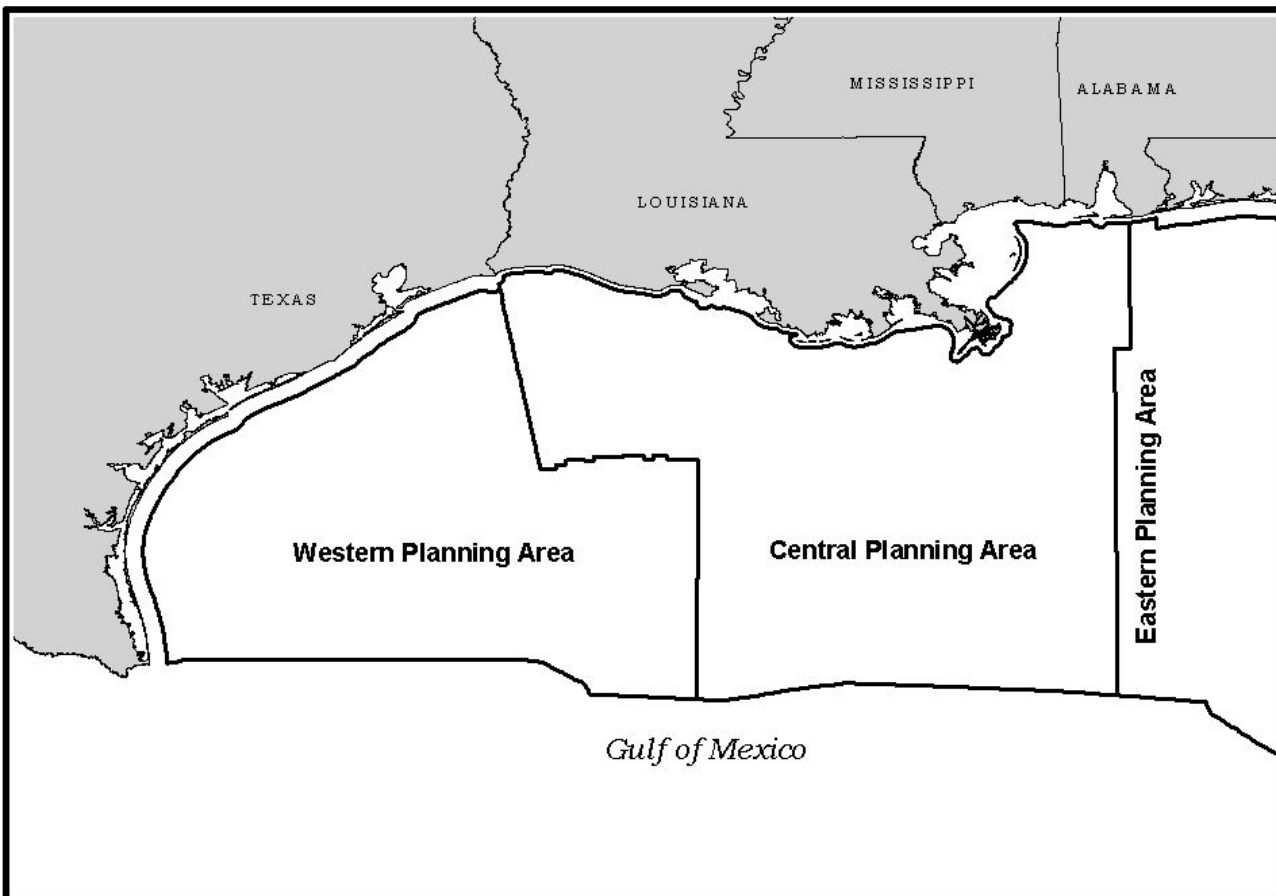 MISSISSIPPI
ALABAMA
LOUISIANA
TEXAS
Western Planning Area
Central Planning Area
Eastern Planning Area
Gulf of Mexico